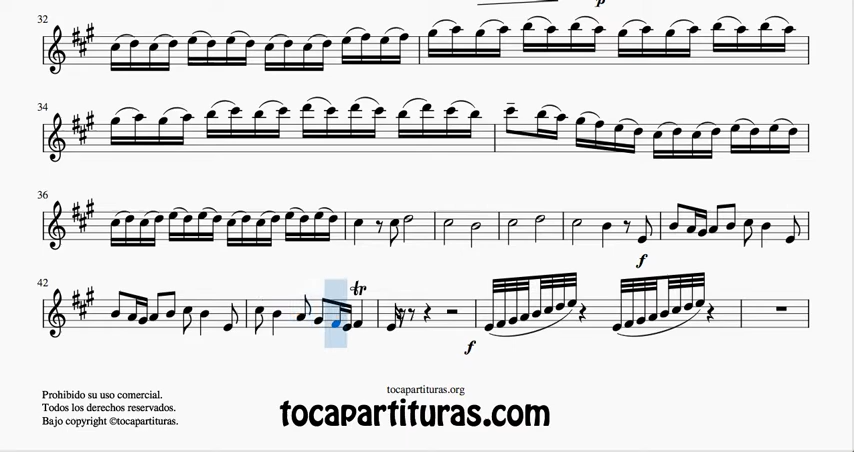 32
p
34
36
f
42
tr
f
Prohibido su uso comercial.
Todos los derechos reservados.
Bajo copyright ©tocapartituras.
tocapartituras.org
tocapartituras.com